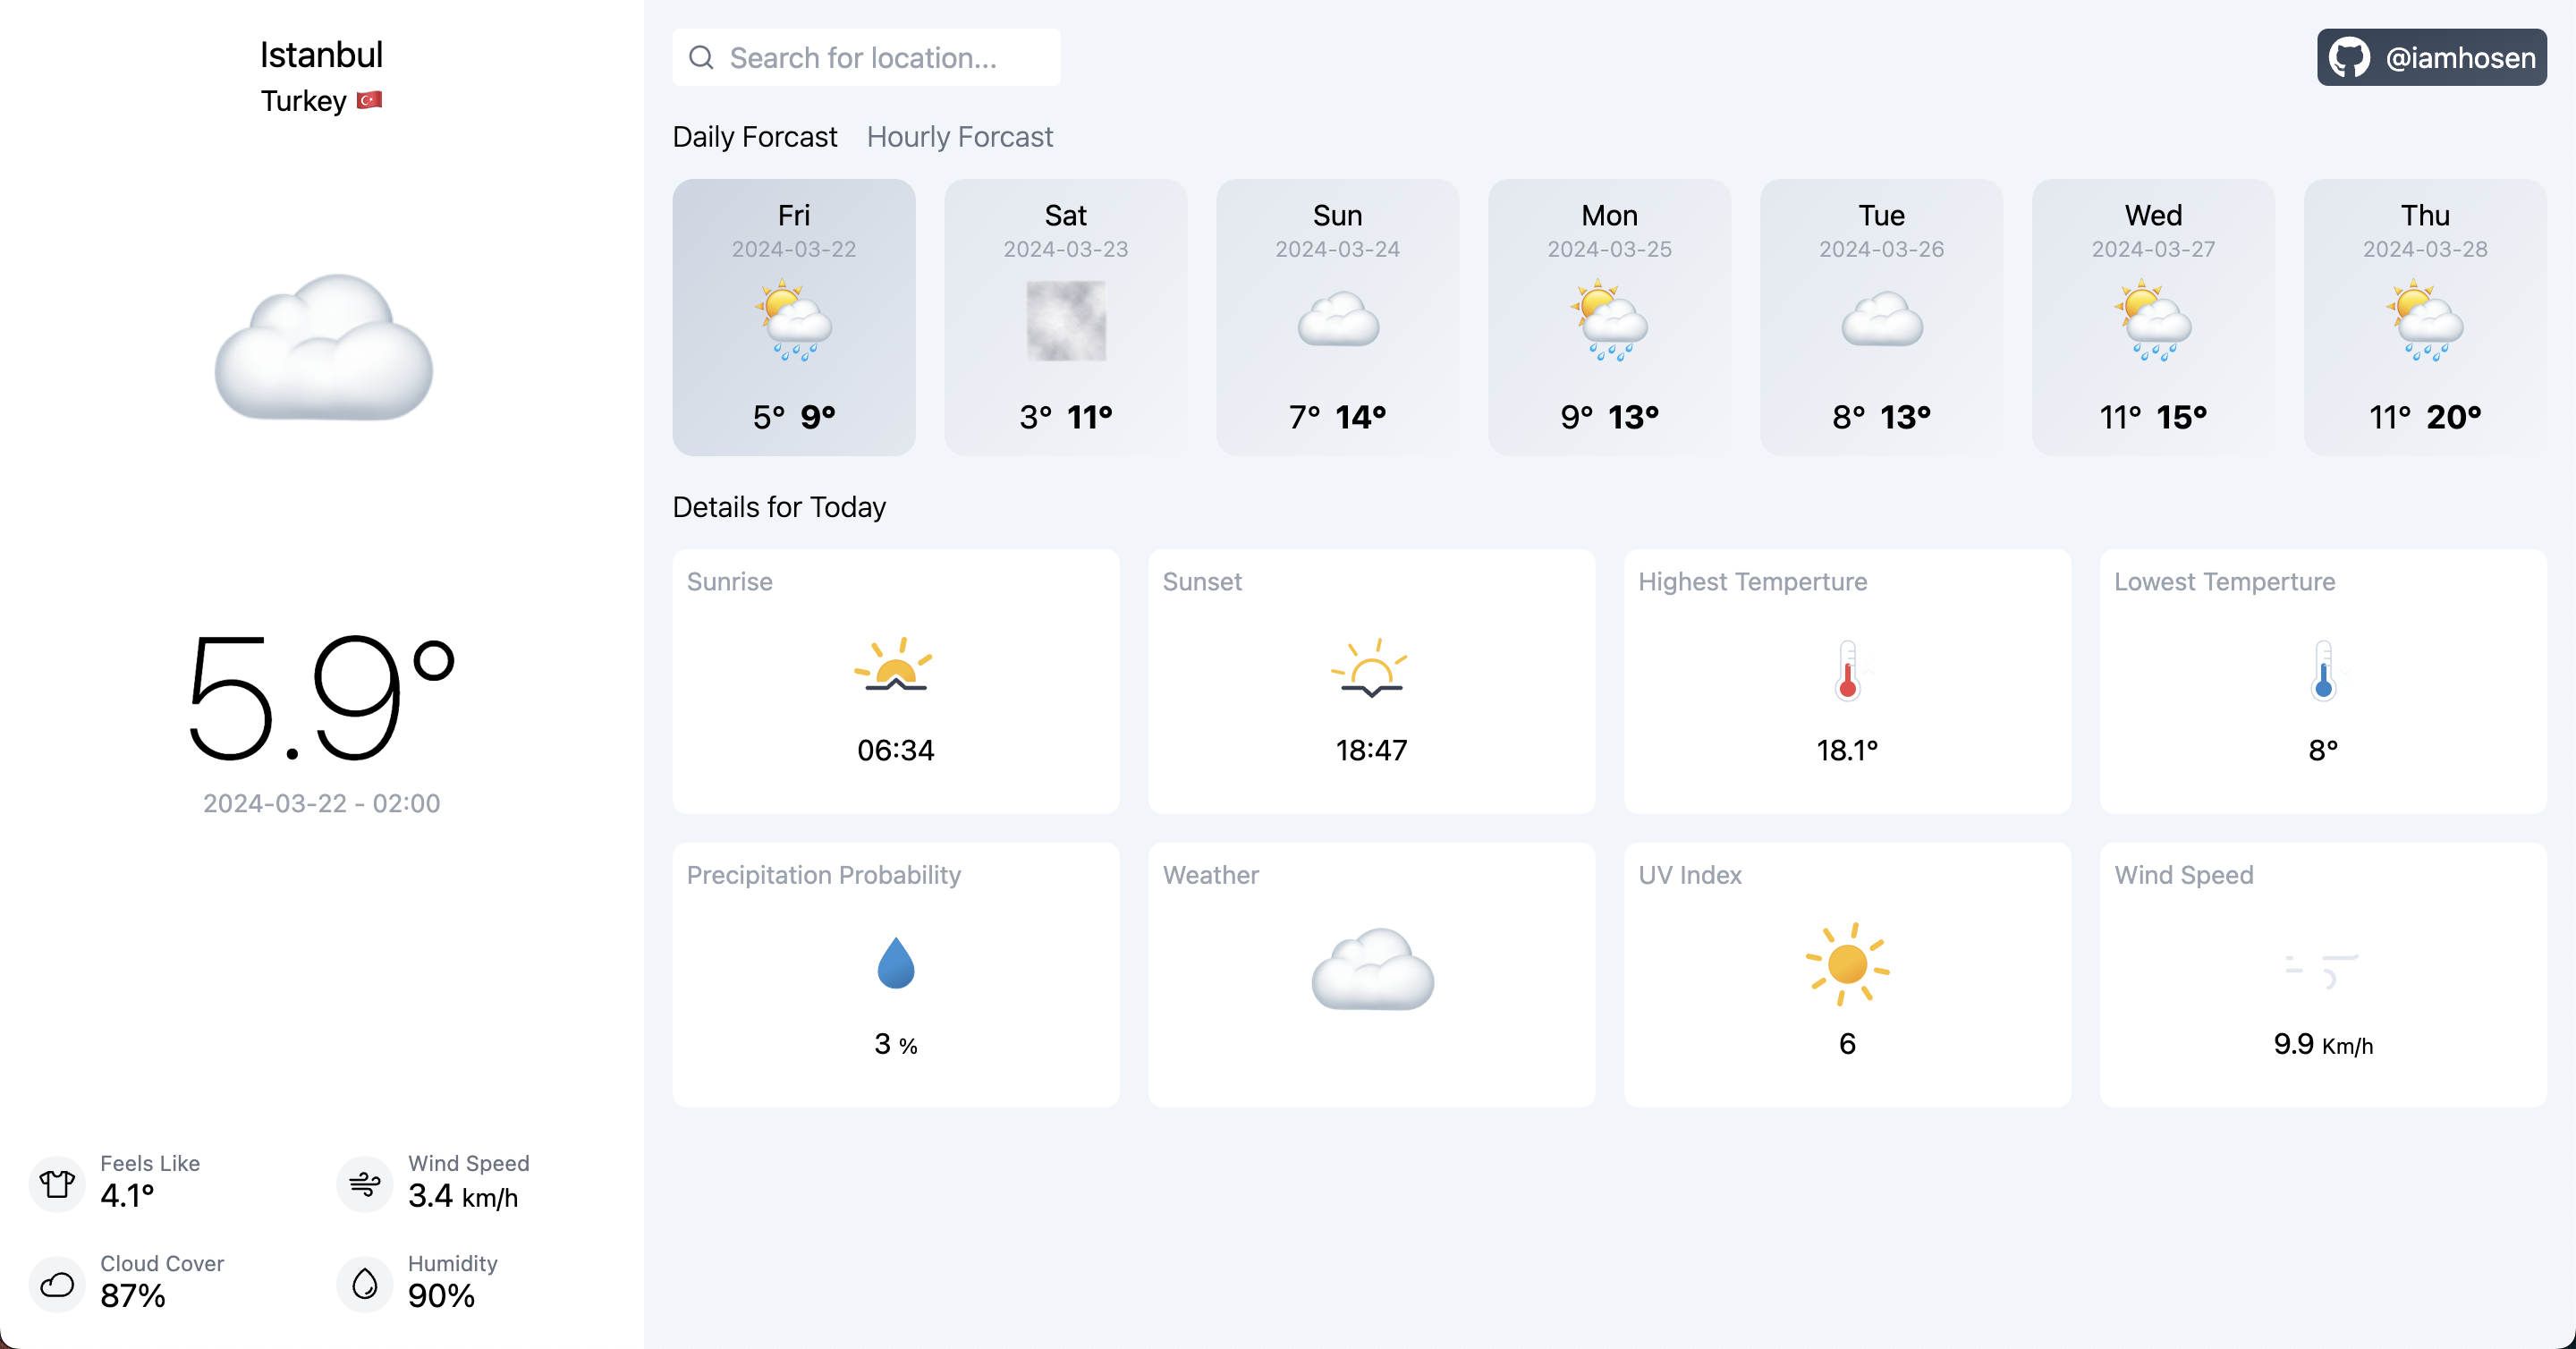 Istanbul
Turkey
5.9°
2024-03-22 - 02:00
Feels Like
4.1°
Wind Speed
3.4 km/h
Cloud Cover
87%
Humidity
90%
Search for location...
@iamhosen
Daily Forcast
Hourly Forcast
Fri
2024-03-22
5° 9°
Sat
2024-03-23
3° 11°
Sun
2024-03-24
7° 14°
Mon
2024-03-25
9° 13°
Tue
2024-03-26
8° 13°
Wed
2024-03-27
11° 15°
Thu
2024-03-28
11° 20°
Details for Today
Sunrise
06:34
Sunset
18:47
Highest Temperture
18.1°
Lowest Temperture
8°
Precipitation Probability
3 %
Weather
UV Index
6
Wind Speed
9.9 Km/h